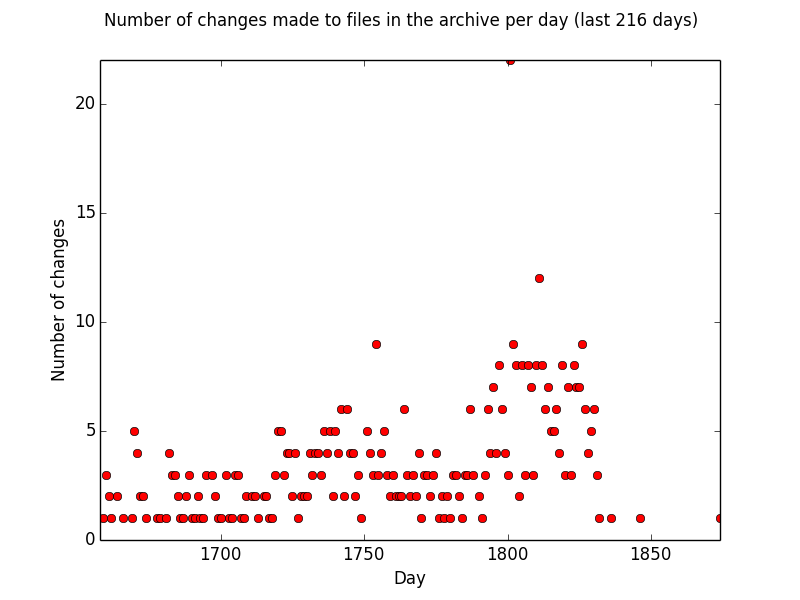 Number of changes made to files in the archive per day (last 216 days)
20
15
10
5
0
Number of changes
1700 1750 1800 1850
Day